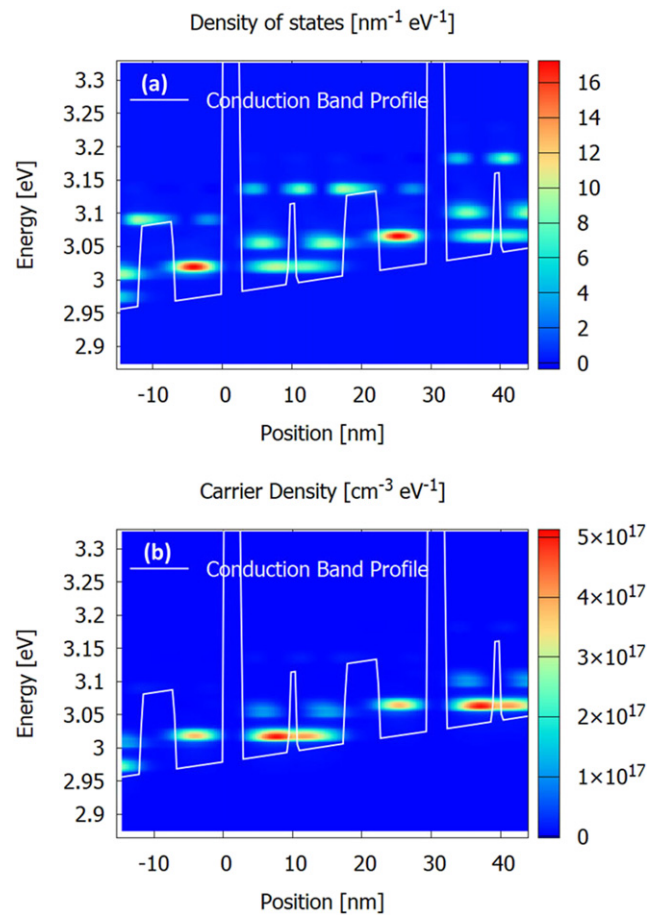 Density of states [nm⁻¹ eV⁻¹]
(a)
Conduction Band Profile
3.3
3.25
3.2
3.15
3.1
3.05
3
2.95
2.9
Energy [eV]
-10 0 10 20 30 40
Position [nm]
16
14
12
10
8
6
4
2
0
Carrier Density [cm⁻³ eV⁻¹]
(b)
Conduction Band Profile
3.3
3.25
3.2
3.15
3.1
3.05
3
2.95
2.9
Energy [eV]
-10 0 10 20 30 40
Position [nm]
5×10¹⁷
4×10¹⁷
3×10¹⁷
2×10¹⁷
1×10¹⁷
0